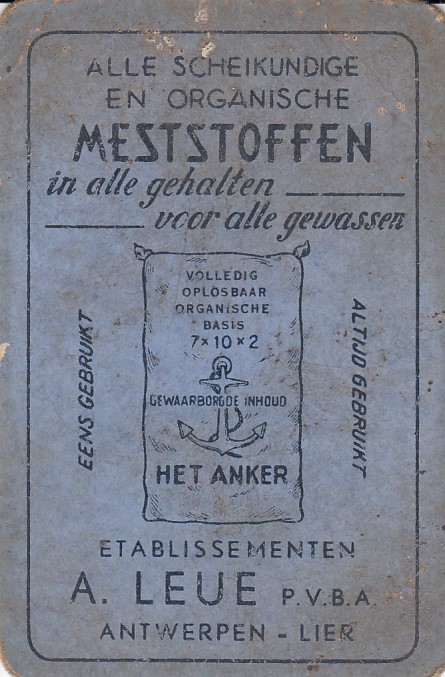 ALLE SCHEIKUNDIGE
EN ORGANISCHE
MESTSTOFFEN
in alle gehalten
voor alle gewassen
VOLLEDIG
OPLOSBAAR
ORGANISCHE
BASIS
7×10×2
GEWAARBORGDE INHOUD
HET ANKER
EENS GEBRUIKT
ALTIJD GEBRUIKT
ETABLISSEMENTEN
A. LEUE P.V.B.A.
ANTWERPEN - LIER